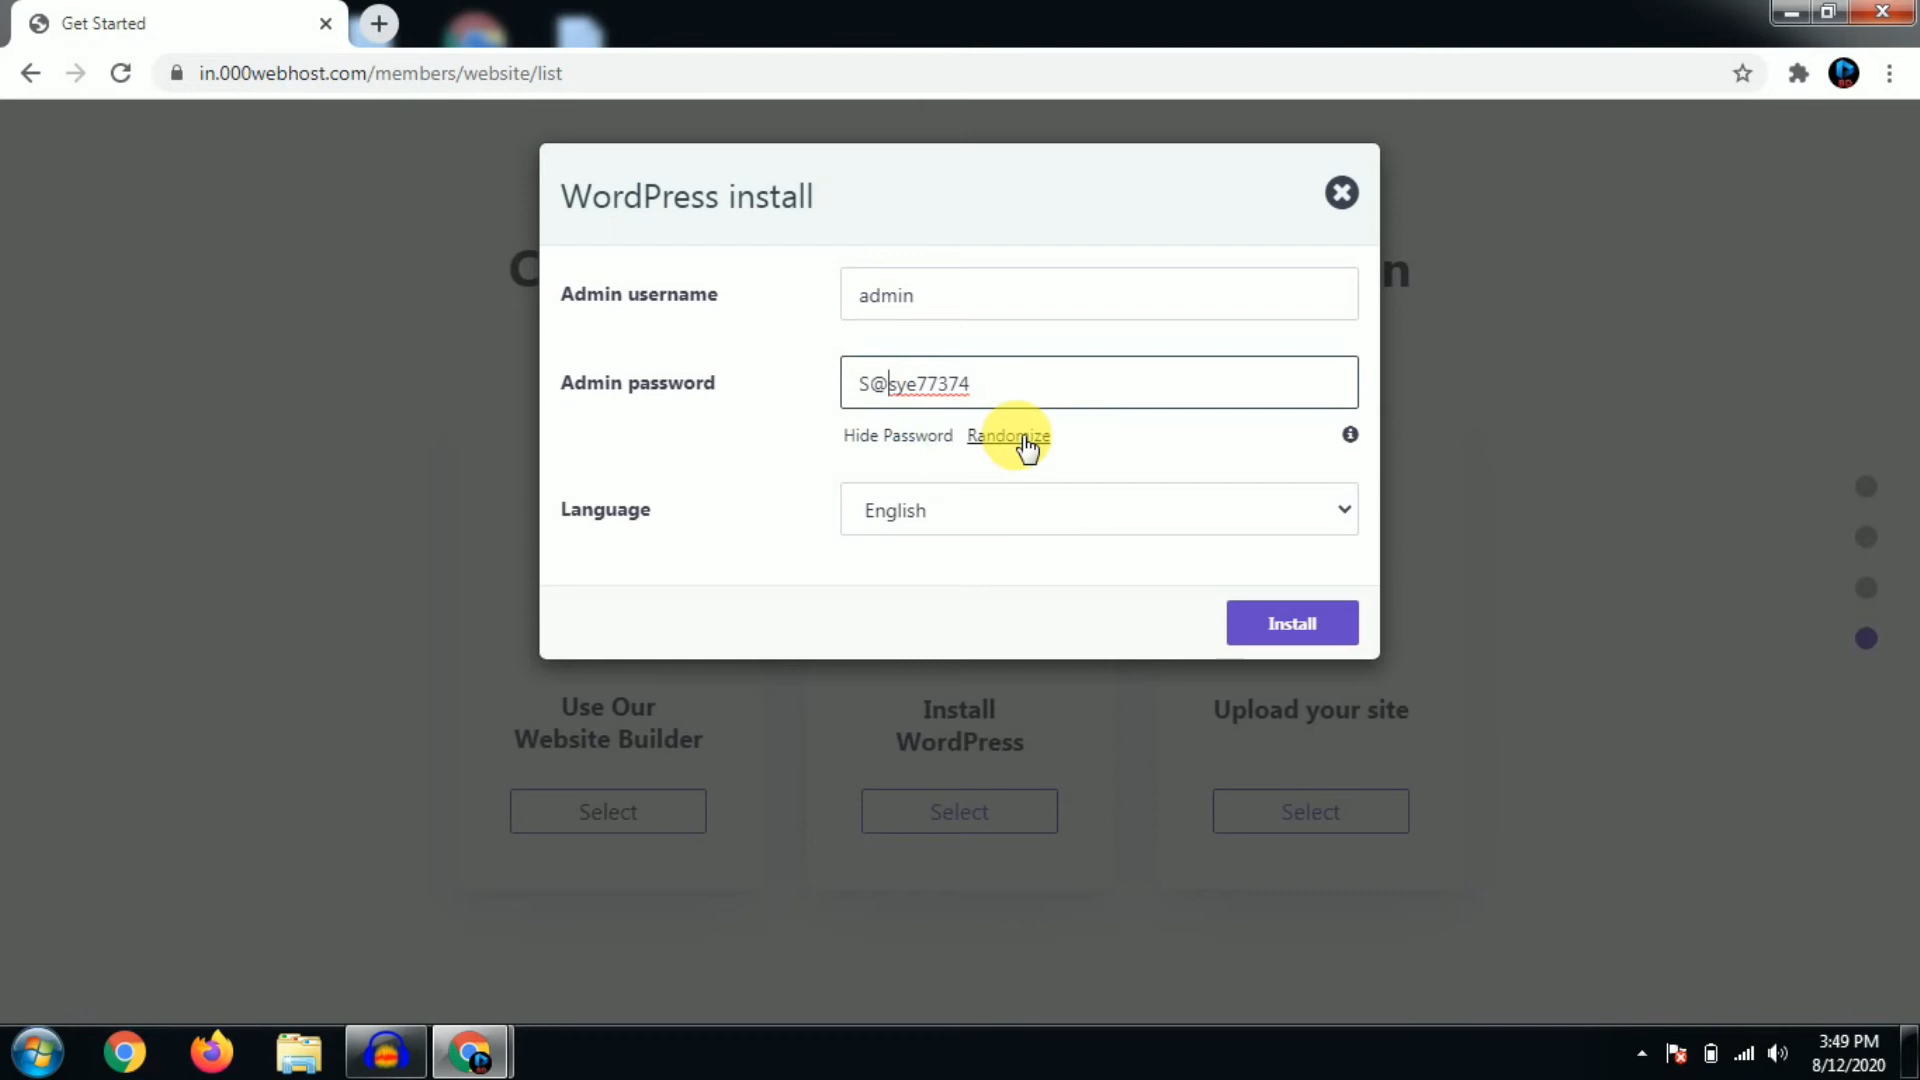 Get Started
in.000webhost.com/members/website/list
WordPress install
Admin username
admin
Admin password
S@sye77374
Hide Password Randomize
Language
English
Install
Use Our
Website Builder
Install
WordPress
Upload your site
Select
Select
Select
3:49 PM
8/12/2020